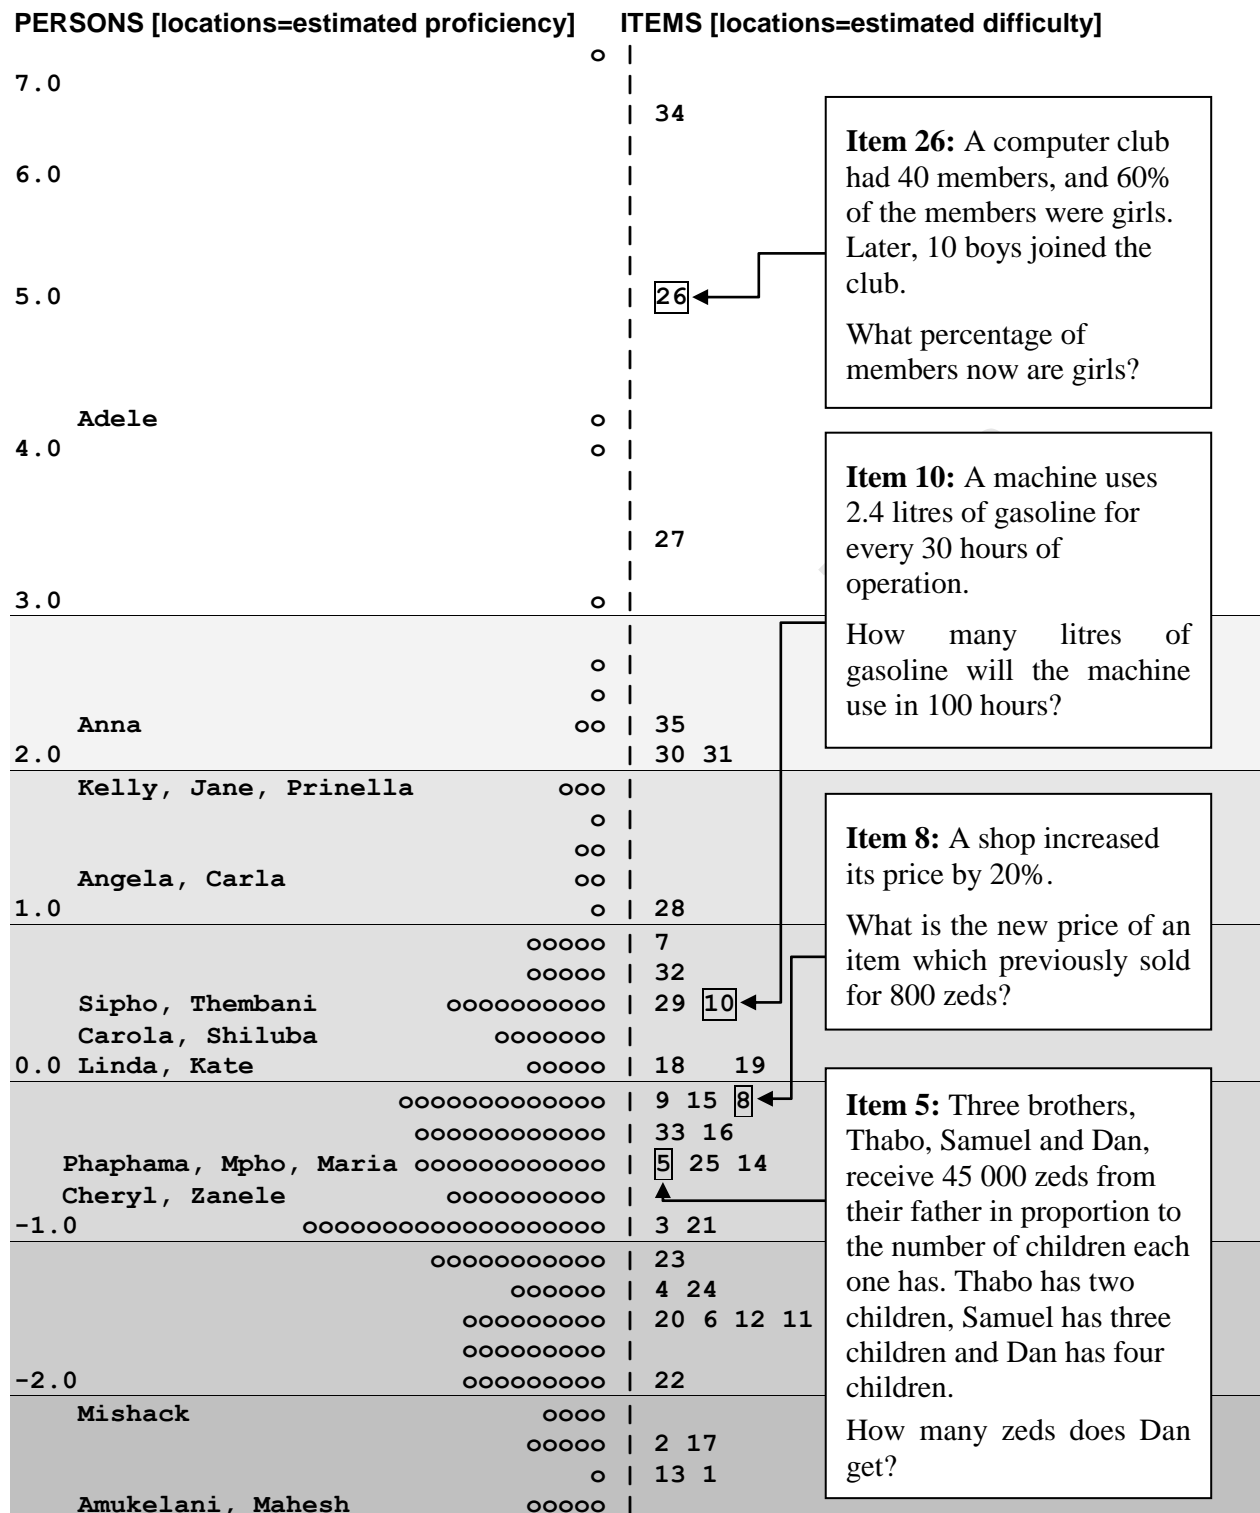 PERSONS [locations=estimated proficiency] ITEMS [locations=estimated difficulty]
o |
7.0 |
| 34
|
6.0 |
|
|
|
5.0 | 26
|
|
|
Adele o |
4.0 o |
|
|
| 27
|
3.0 o |
|
o |
o |
Anna oo | 35
2.0 | 30 31
Kelly, Jane, Prinella ooo |
o |
oo |
Angela, Carla oo |
1.0 o | 28
ooooo | 7
ooooo | 32
Sipho, Thembani oooooooooo | 29 10
Carola, Shiluba ooooooo |
0.0 Linda, Kate ooooo | 18 19
ooooooooooooo | 9 15 8
oooooooooooo | 33 16
Phaphama, Mpho, Maria oooooooooooo | 5 25 14
Cheryl, Zanele oooooooooo |
-1.0 ooooooooooooooooooo | 3 21
ooooooooooo | 23
oooooo | 4 24
ooooooooo | 20 6 12 11
ooooooooo |
-2.0 ooooooooo | 22
Mishack oooo |
ooooo | 2 17
o | 13 1
Amukelani, Mahesh ooooo |
Item 26: A computer club
had 40 members, and 60%
of the members were girls.
Later, 10 boys joined the
club.
What percentage of
members now are girls?
Item 10: A machine uses
2.4 litres of gasoline for
every 30 hours of
operation.
How many litres of
gasoline will the machine
use in 100 hours?
Item 8: A shop increased
its price by 20%.
What is the new price of an
item which previously sold
for 800 zeds?
Item 5: Three brothers,
Thabo, Samuel and Dan,
receive 45 000 zeds from
their father in proportion to
the number of children each
one has. Thabo has two
children, Samuel has three
children and Dan has four
children.
How many zeds does Dan
get?